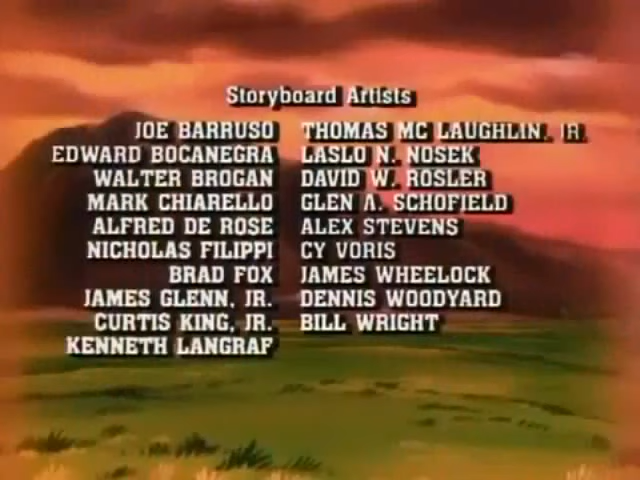 Storyboard Artists
JOE BARRUSO
EDWARD BOCANEGRA
WALTER BROGAN
MARK CHIARELLO
ALFRED DE ROSE
NICHOLAS FILIPPI
BRAD FOX
JAMES GLENN, JR.
CURTIS KING, JR.
KENNETH LANGRAF
THOMAS MC LAUGHLIN, JR.
LASLO N. NOSEK
DAVID W. ROSLER
GLEN A. SCHOFIELD
ALEX STEVENS
CY VORIS
JAMES WHEELOCK
DENNIS WOODYARD
BILL WRIGHT